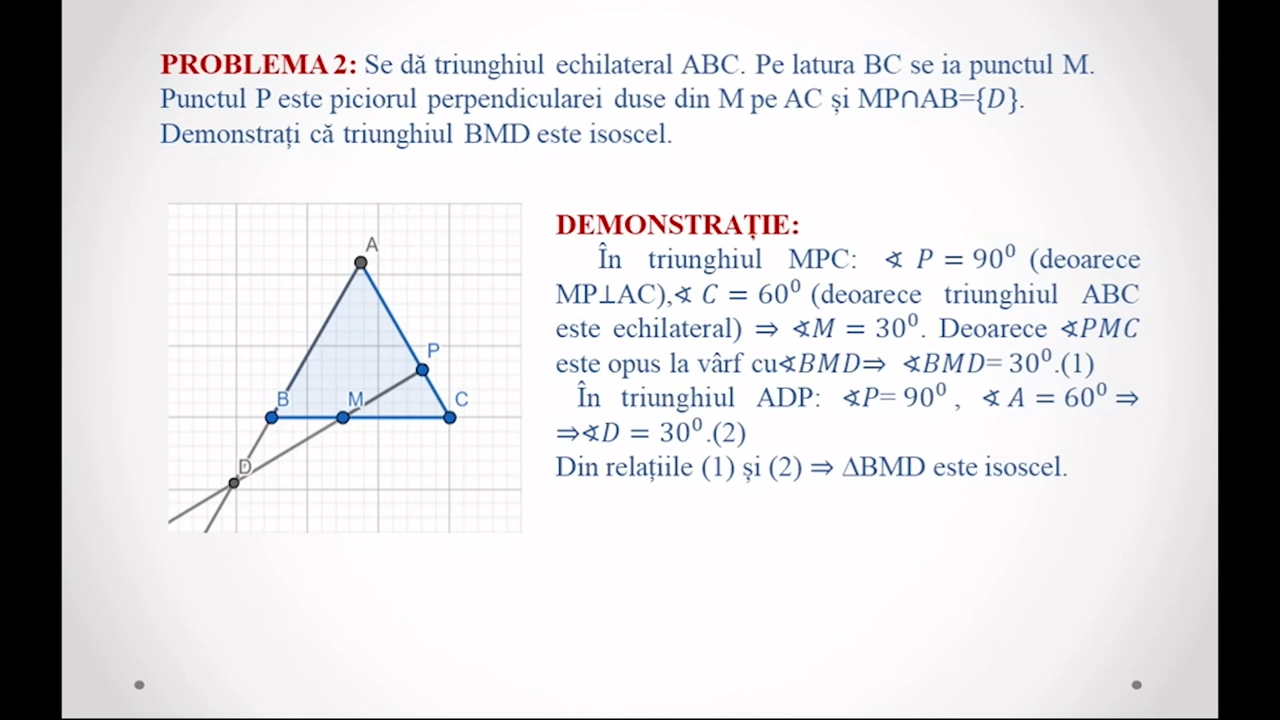 PROBLEMA 2: Se dă triunghiul echilateral ABC. Pe latura BC se ia punctul M.
Punctul P este piciorul perpendicularei duse din M pe AC și MP∩AB={D}.
Demonstrați că triunghiul BMD este isoscel.
A
P
B
M
C
D
DEMONSTRAȚIE:
În triunghiul MPC: ∢ P = 90⁰ (deoarece
MP⊥AC),∢ C = 60⁰ (deoarece triunghiul ABC
este echilateral) ⇒ ∢M = 30⁰. Deoarece ∢PMC
este opus la vârf cu∢BMD⇒ ∢BMD= 30⁰.(1)
În triunghiul ADP: ∢P= 90⁰ , ∢ A = 60⁰ ⇒
⇒∢D = 30⁰.(2)
Din relațiile (1) și (2) ⇒ ΔBMD este isoscel.